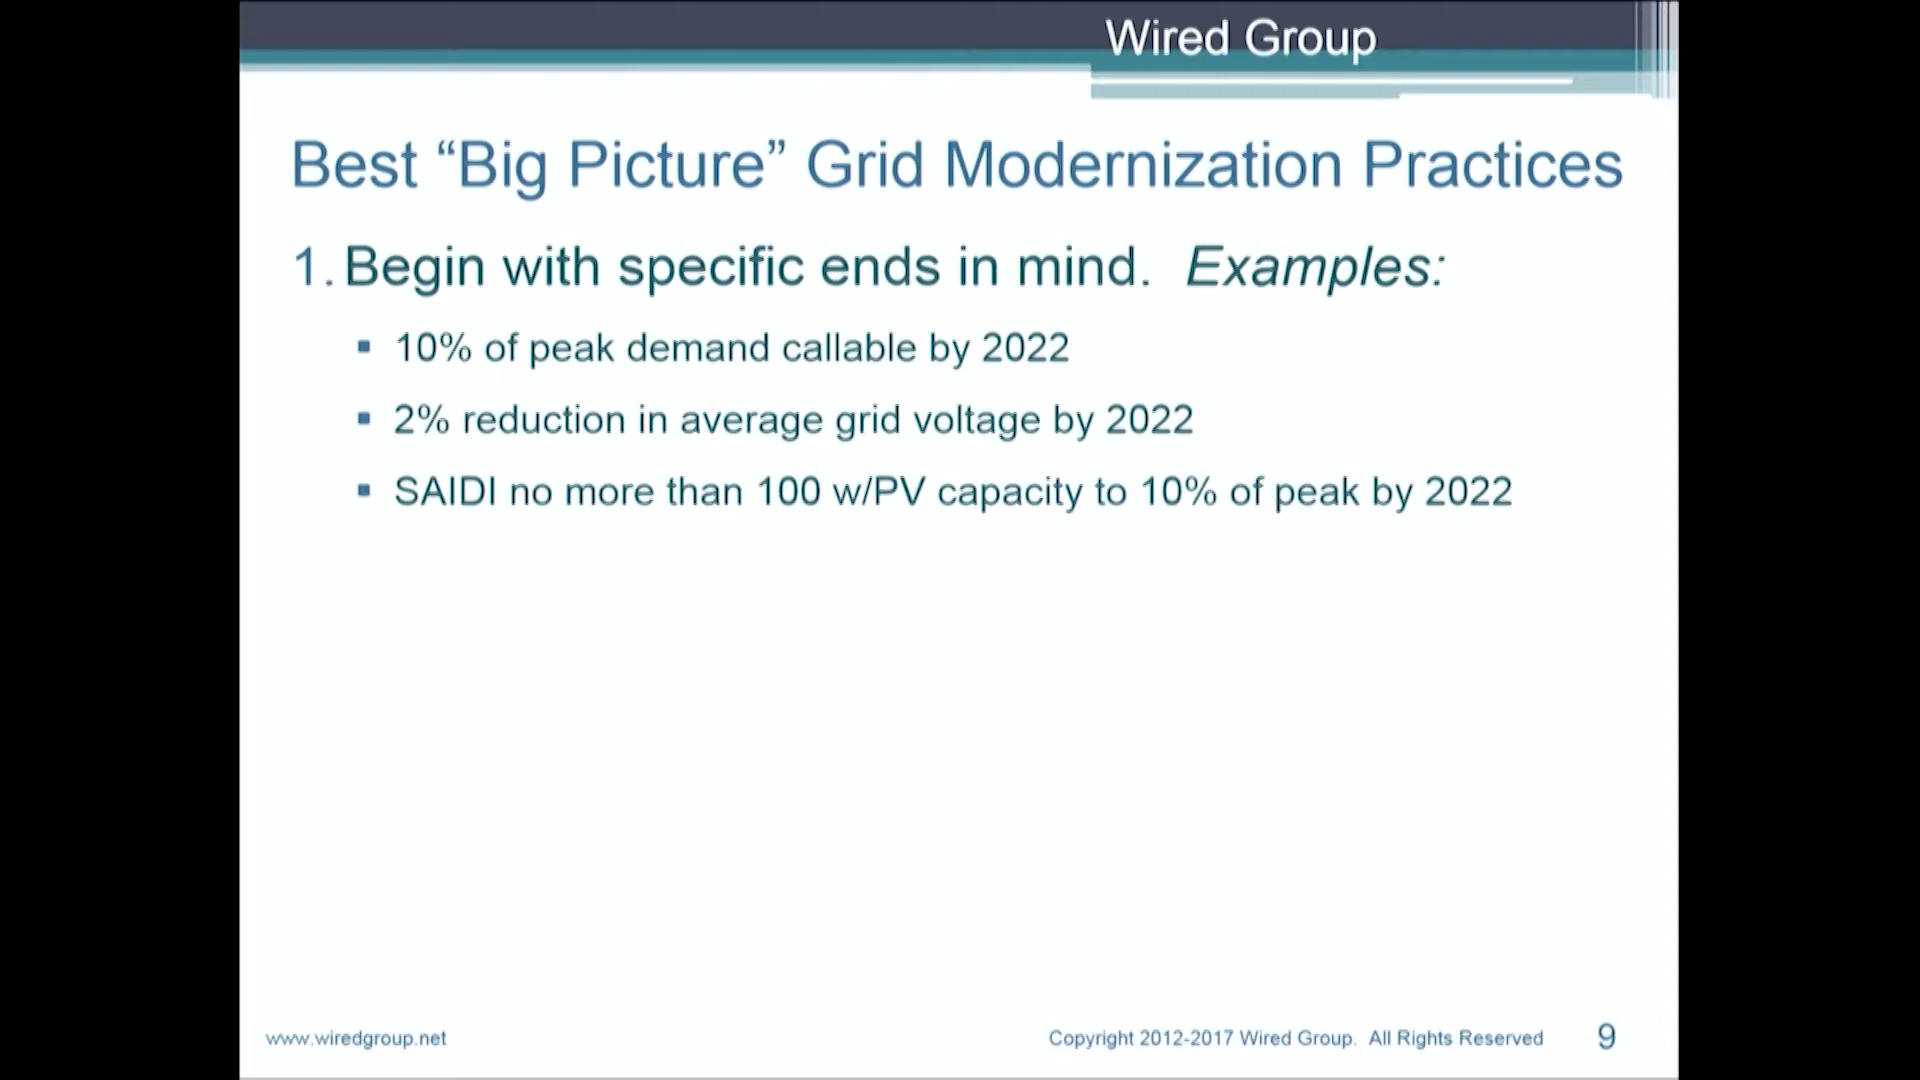 Wired Group
Best “Big Picture” Grid Modernization Practices
1. Begin with specific ends in mind. Examples:
▪ 10% of peak demand callable by 2022
▪ 2% reduction in average grid voltage by 2022
▪ SAIDI no more than 100 w/PV capacity to 10% of peak by 2022
www.wiredgroup.net
Copyright 2012-2017 Wired Group. All Rights Reserved
9